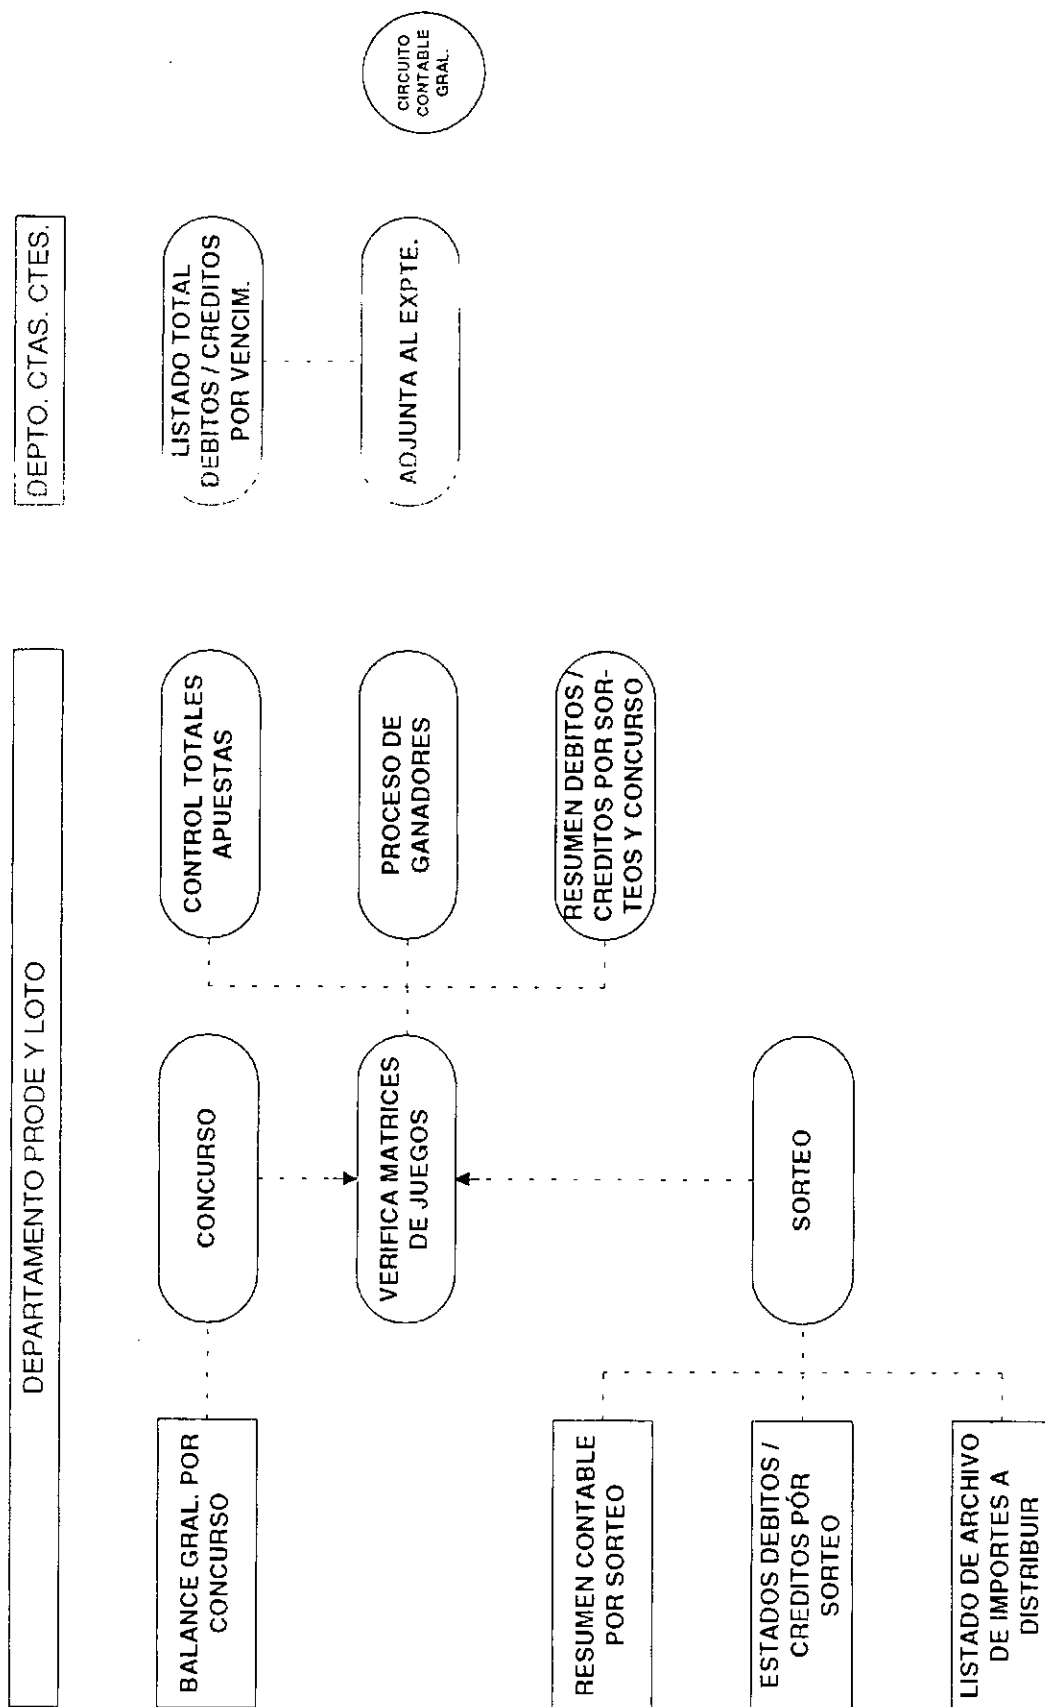 DEPARTAMENTO PRODE Y LOTO
DEPTO. CTAS. CTES.
BALANCE GRAL. POR
CONCURSO
CONCURSO
CONTROL TOTALES
APUESTAS
LISTADO TOTAL
DEBITOS / CREDITOS
POR VENCIM.
VERIFICA MATRICES
DE JUEGOS
PROCESO DE
GANADORES
ADJUNTA AL EXPTE.
CIRCUITO
CONTABLE
GRAL.
RESUMEN CONTABLE
POR SORTEO
RESUMEN DEBITOS /
CREDITOS POR SOR-
TEOS Y CONCURSO
ESTADOS DEBITOS /
CREDITOS PÓR
SORTEO
SORTEO
LISTADO DE ARCHIVO
DE IMPORTES A
DISTRIBUIR